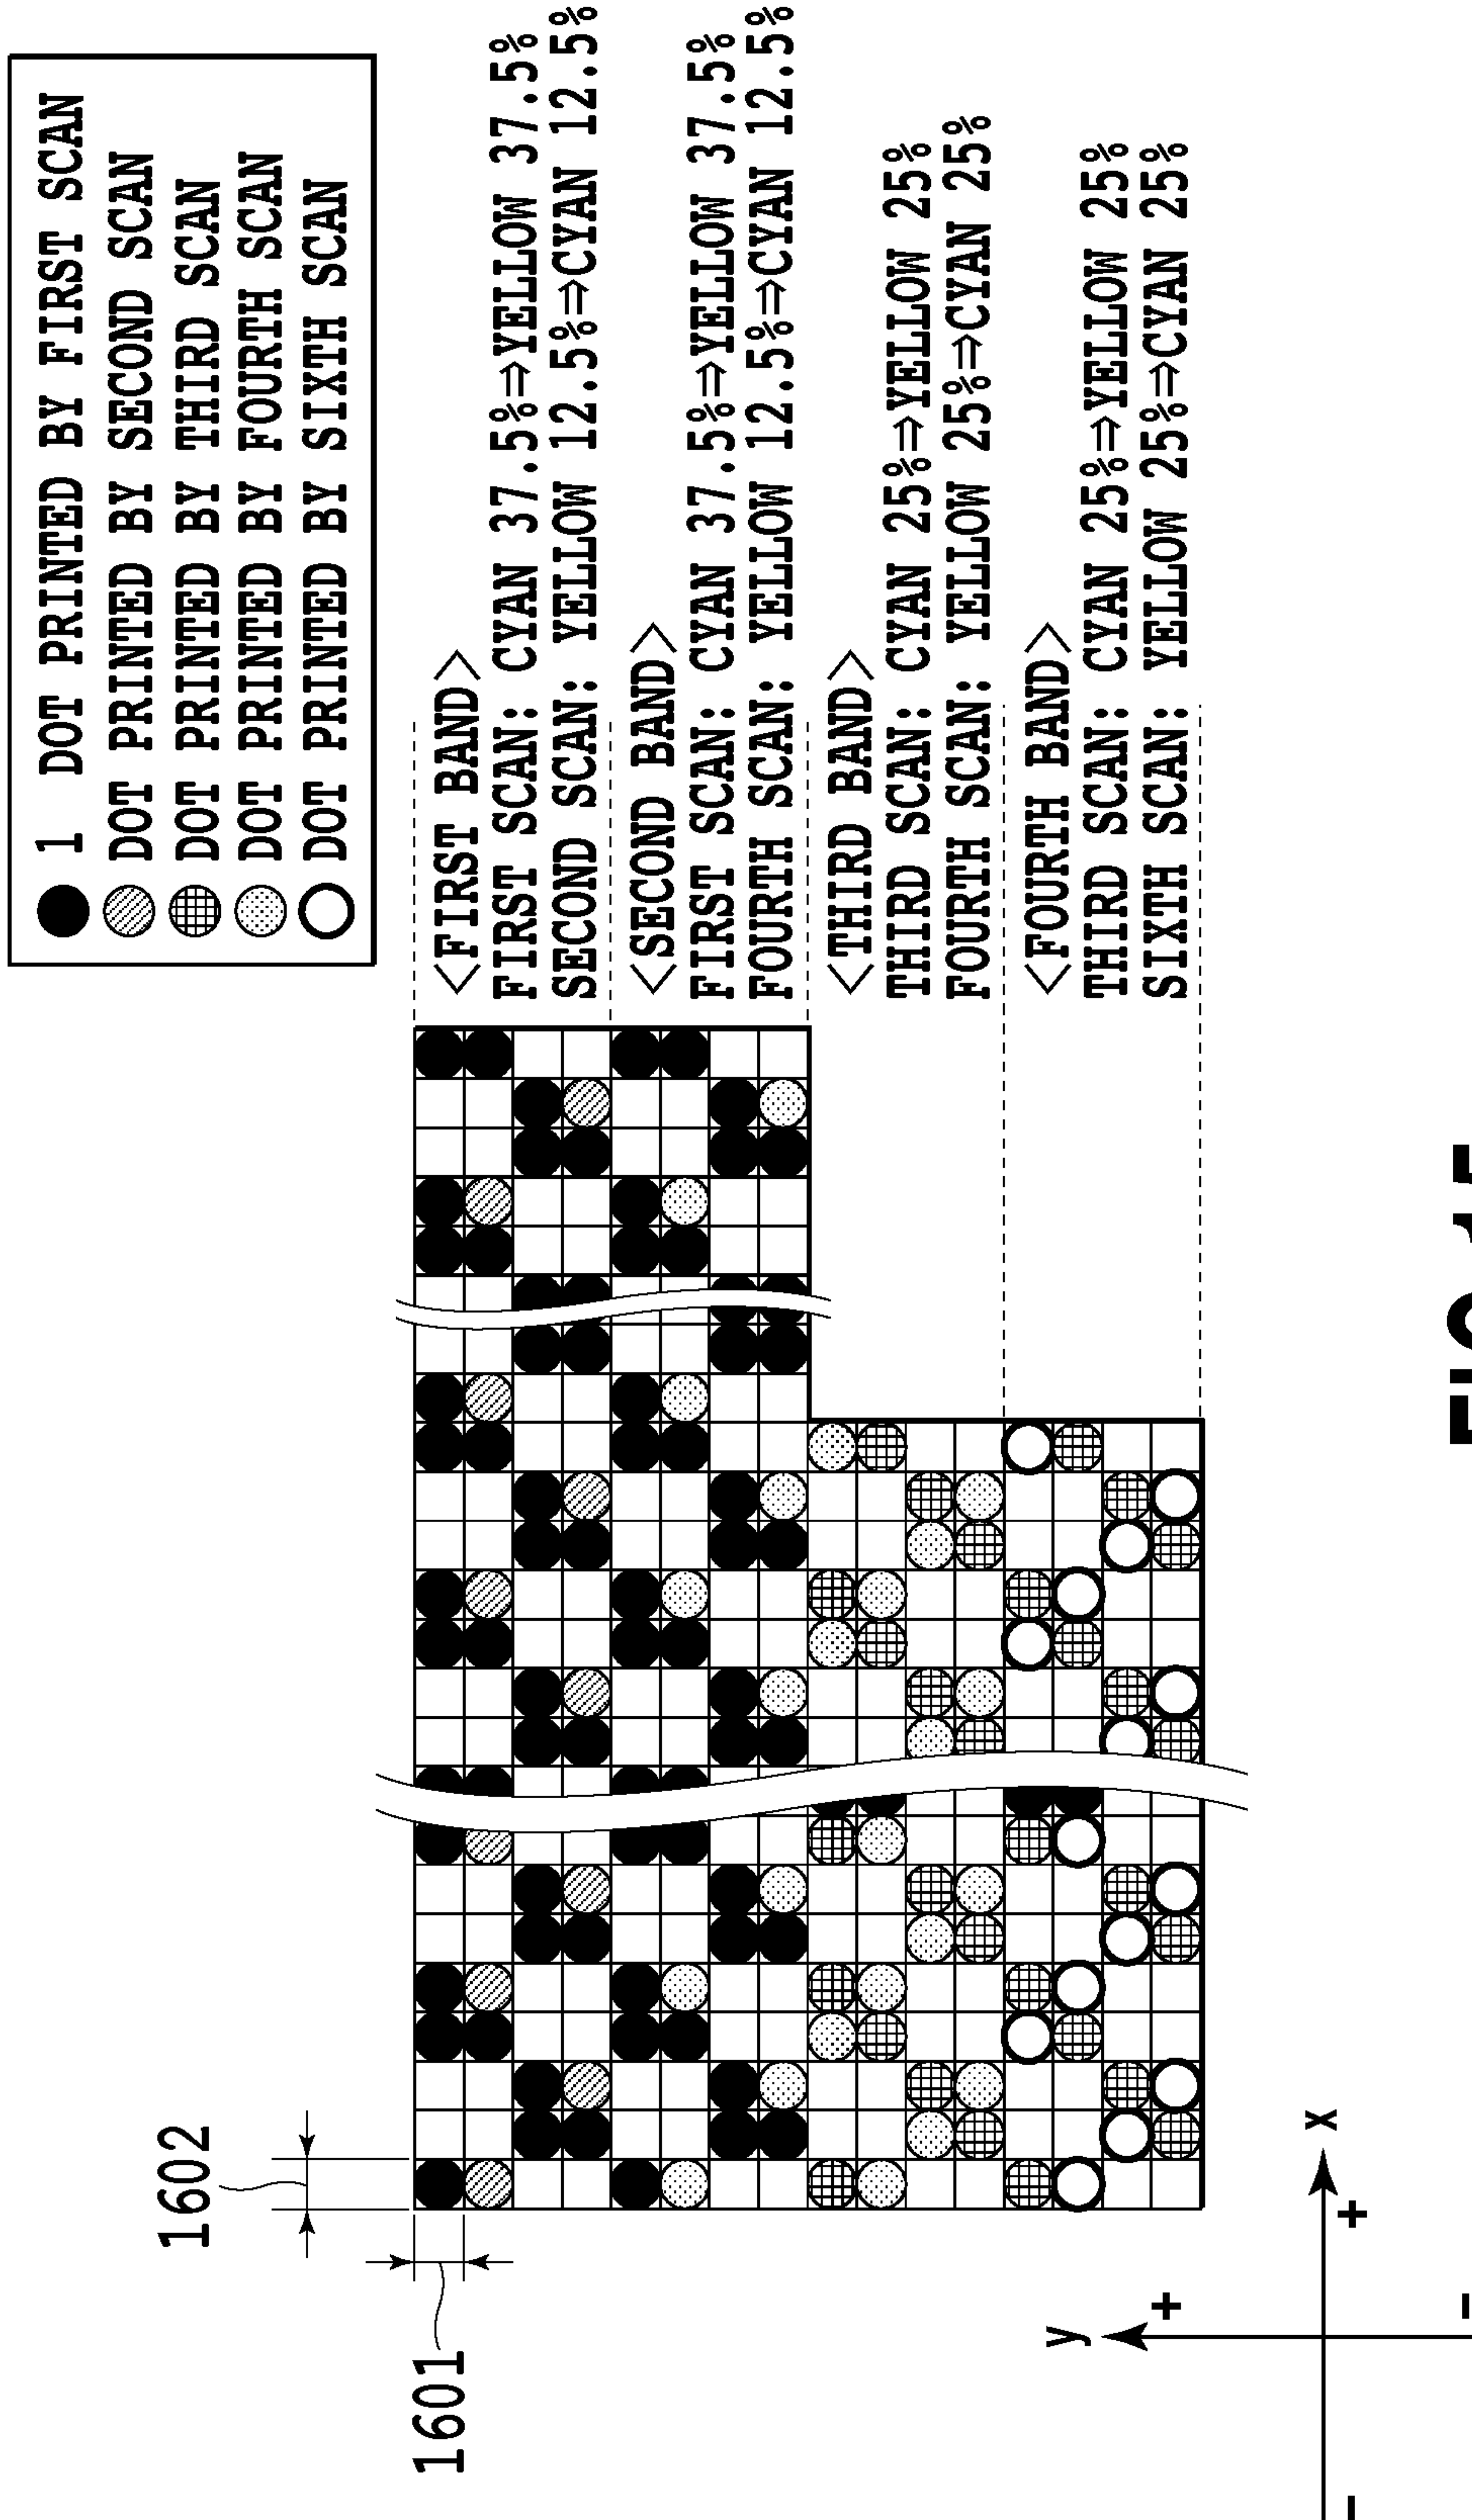 1 DOT PRINTED BY FIRST SCAN
DOT PRINTED BY SECOND SCAN
DOT PRINTED BY THIRD SCAN
DOT PRINTED BY FOURTH SCAN
DOT PRINTED BY SIXTH SCAN
1602
1601
<FIRST BAND>
FIRST SCAN: CYAN 37.5%⇒YELLOW 37.5%
SECOND SCAN: YELLOW 12.5%⇒CYAN 12.5%
<SECOND BAND>
FIRST SCAN: CYAN 37.5%⇒YELLOW 37.5%
FOURTH SCAN: YELLOW 12.5%⇒CYAN 12.5%
<THIRD BAND>
THIRD SCAN: CYAN 25%⇒YELLOW 25%
FOURTH SCAN: YELLOW 25%⇒CYAN 25%
<FOURTH BAND>
THIRD SCAN: CYAN 25%⇒YELLOW 25%
SIXTH SCAN: YELLOW 25%⇒CYAN 25%
y
+
x
+
-
-